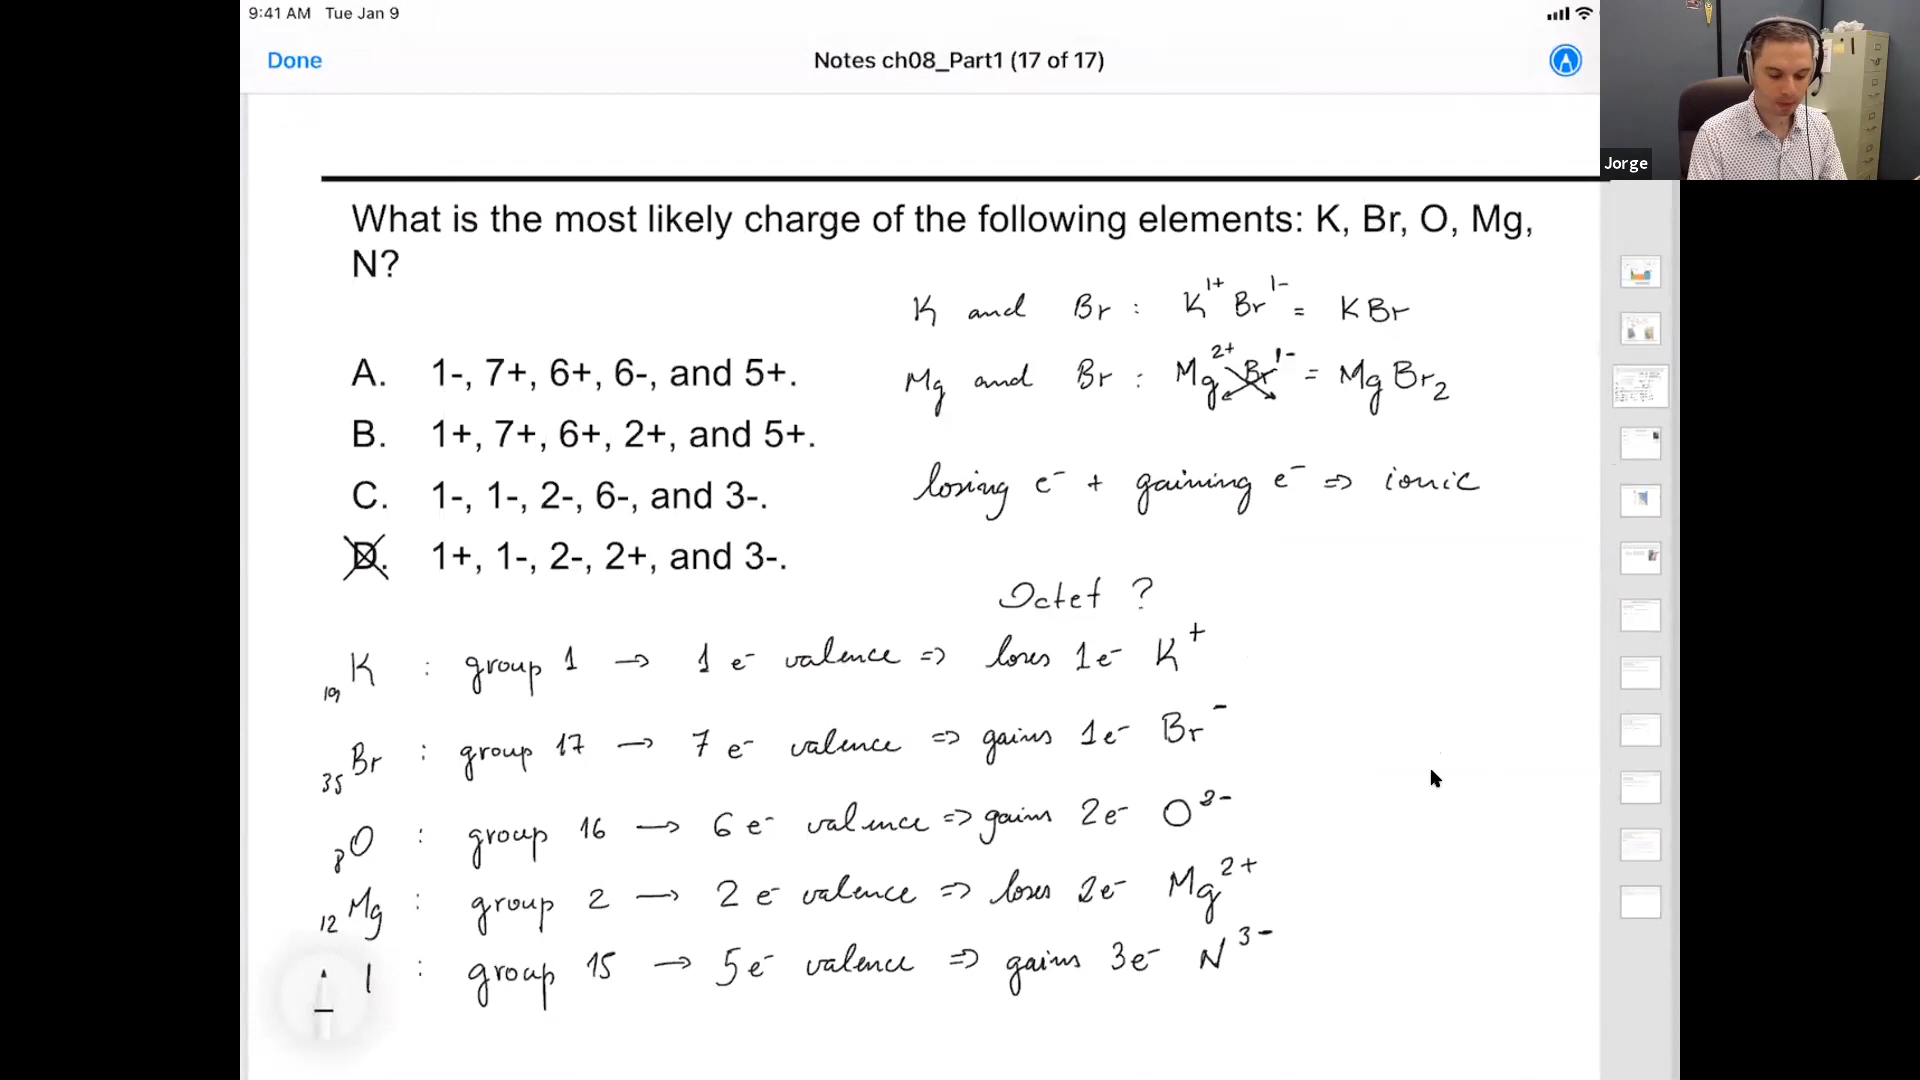 9:41 AM Tue Jan 9
Done
Notes ch08_Part1 (17 of 17)
Jorge
What is the most likely charge of the following elements: K, Br, O, Mg,
N?
K and Br : K1+ Br1- = KBr
A. 1-, 7+, 6+, 6-, and 5+.
Mg and Br : Mg2+ Br1- = MgBr2
B. 1+, 7+, 6+, 2+, and 5+.
C. 1-, 1-, 2-, 6-, and 3-.
losing e- + gaining e- => ionic
D. 1+, 1-, 2-, 2+, and 3-.
Octet ?
19K : group 1 → 1 e- valence => loses 1e- K+
35Br : group 17 → 7 e- valence => gains 1e- Br-
8O : group 16 → 6 e- valence => gains 2e- O2-
12Mg : group 2 → 2 e- valence => loses 2e- Mg2+
: group 15 → 5e- valence => gains 3e- N3-